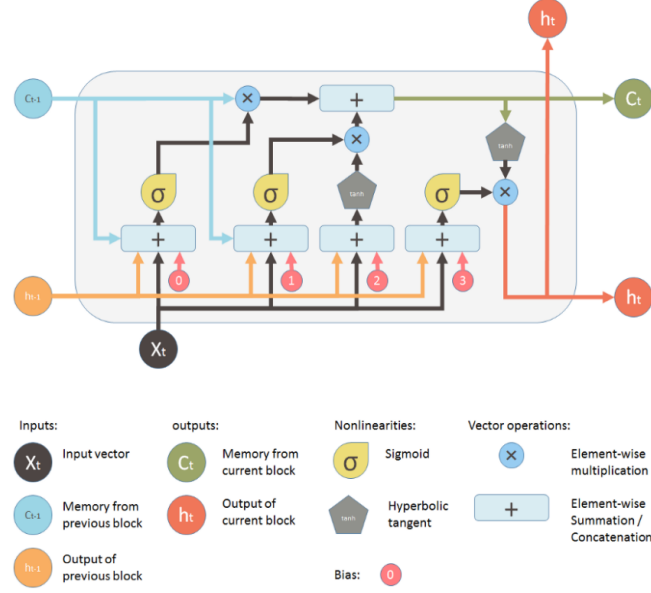 ht
Ct-1
×
+
Ct
×
tanh
σ
σ
tanh
σ
×
+
+
+
+
0
1
2
3
ht-1
ht
Xt
Inputs:
outputs:
Nonlinearities:
Vector operations:
Xt
Input vector
Ct
Memory from
current block
σ
Sigmoid
×
Element-wise
multiplication
Ct-1
Memory from
previous block
ht
Output of
current block
tanh
Hyperbolic
tangent
+
Element-wise
Summation /
Concatenation
ht-1
Output of
previous block
Bias:
0